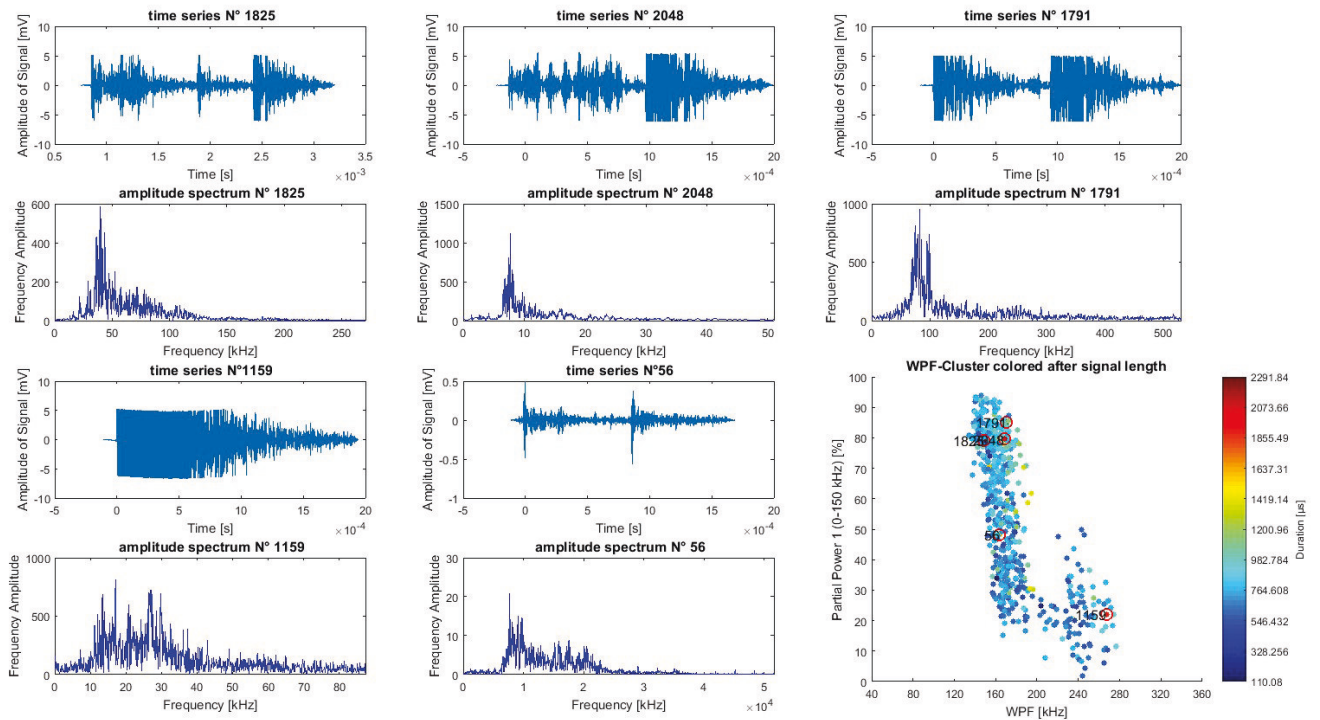 time series N° 1825
Amplitude of Signal [mV]
10
5
0
-5
-10
0.5 1 1.5 2 2.5 3 3.5
Time [s]
×10⁻³
time series N° 2048
Amplitude of Signal [mV]
10
5
0
-5
-10
-5 0 5 10 15 20
Time [s]
×10⁻⁴
time series N° 1791
Amplitude of Signal [mV]
10
5
0
-5
-10
-5 0 5 10 15 20
Time [s]
×10⁻⁴
amplitude spectrum N° 1825
Frequency Amplitude
600
400
200
0
0 50 100 150 200 250
Frequency [kHz]
amplitude spectrum N° 2048
Frequency Amplitude
1500
1000
500
0
0 10 20 30 40 50
Frequency [kHz]
amplitude spectrum N° 1791
Frequency Amplitude
1000
500
0
0 100 200 300 400 500
Frequency [kHz]
time series N°1159
Amplitude of Signal [mV]
10
5
0
-5
-10
-5 0 5 10 15 20
Time [s]
×10⁻⁴
time series N°56
Amplitude of Signal [mV]
0.5
0
-0.5
-1
-5 0 5 10 15 20
Time [s]
×10⁻⁴
amplitude spectrum N° 1159
Frequency Amplitude
1000
500
0
0 10 20 30 40 50 60 70 80
Frequency [kHz]
amplitude spectrum N° 56
Frequency Amplitude
30
20
10
0
0 1 2 3 4 5
Frequency [kHz]
×10⁴
WPF-Cluster colored after signal length
Partial Power 1 (0-150 kHz) [%]
100
90
80
70
60
50
40
30
20
10
0
40 80 120 160 200 240 280 320 360
WPF [kHz]
1791
1825
2048
56
1159
2291.84
2073.66
1855.49
1637.31
1419.14
1200.96
982.784
764.608
546.432
328.256
110.08
Duration [µs]